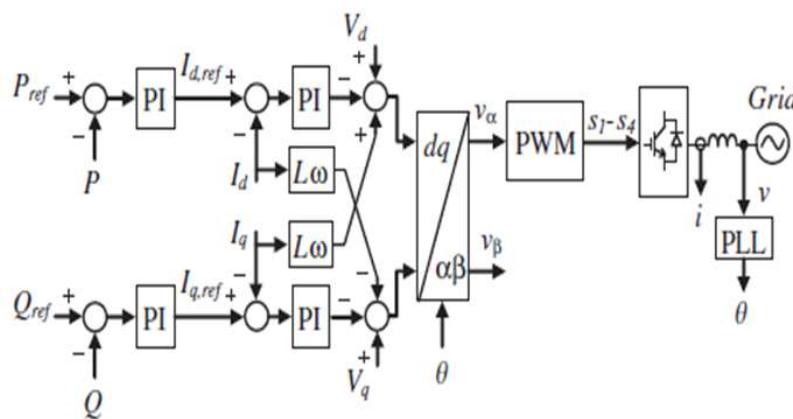 V_d
P_ref + − PI I_d,ref + − PI − + +
P
I_d Lω
I_q Lω
dq αβ
v_α PWM s_1-s_4
v_β
Grid
i v
PLL
θ
Q_ref + − PI I_q,ref + − PI − − +
Q
V_q
θ